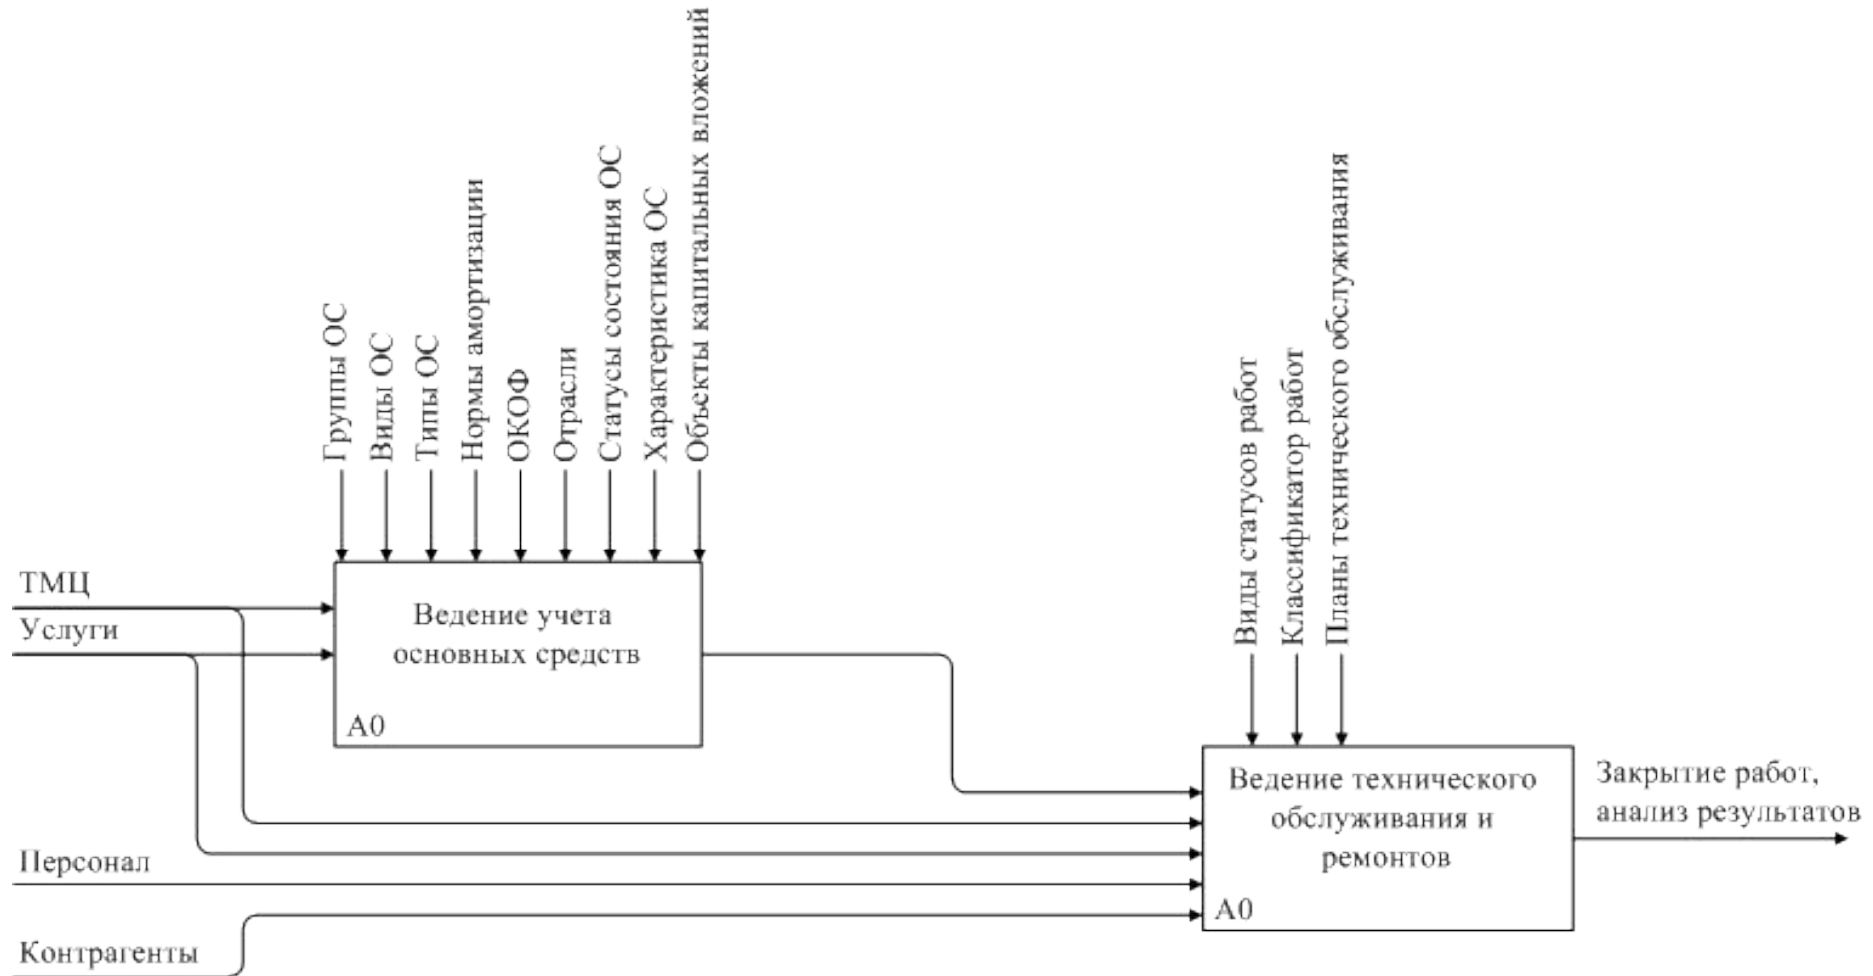 Группы ОС
Виды ОС
Типы ОС
Нормы амортизации
ОКОФ
Отрасли
Статусы состояния ОС
Характеристика ОС
Объекты капитальных вложений
Виды статусов работ
Классификатор работ
Планы технического обслуживания
ТМЦ
Услуги
Ведение учета
основных средств
А0
Ведение технического
обслуживания и
ремонтов
А0
Закрытие работ,
анализ результатов
Персонал
Контрагенты